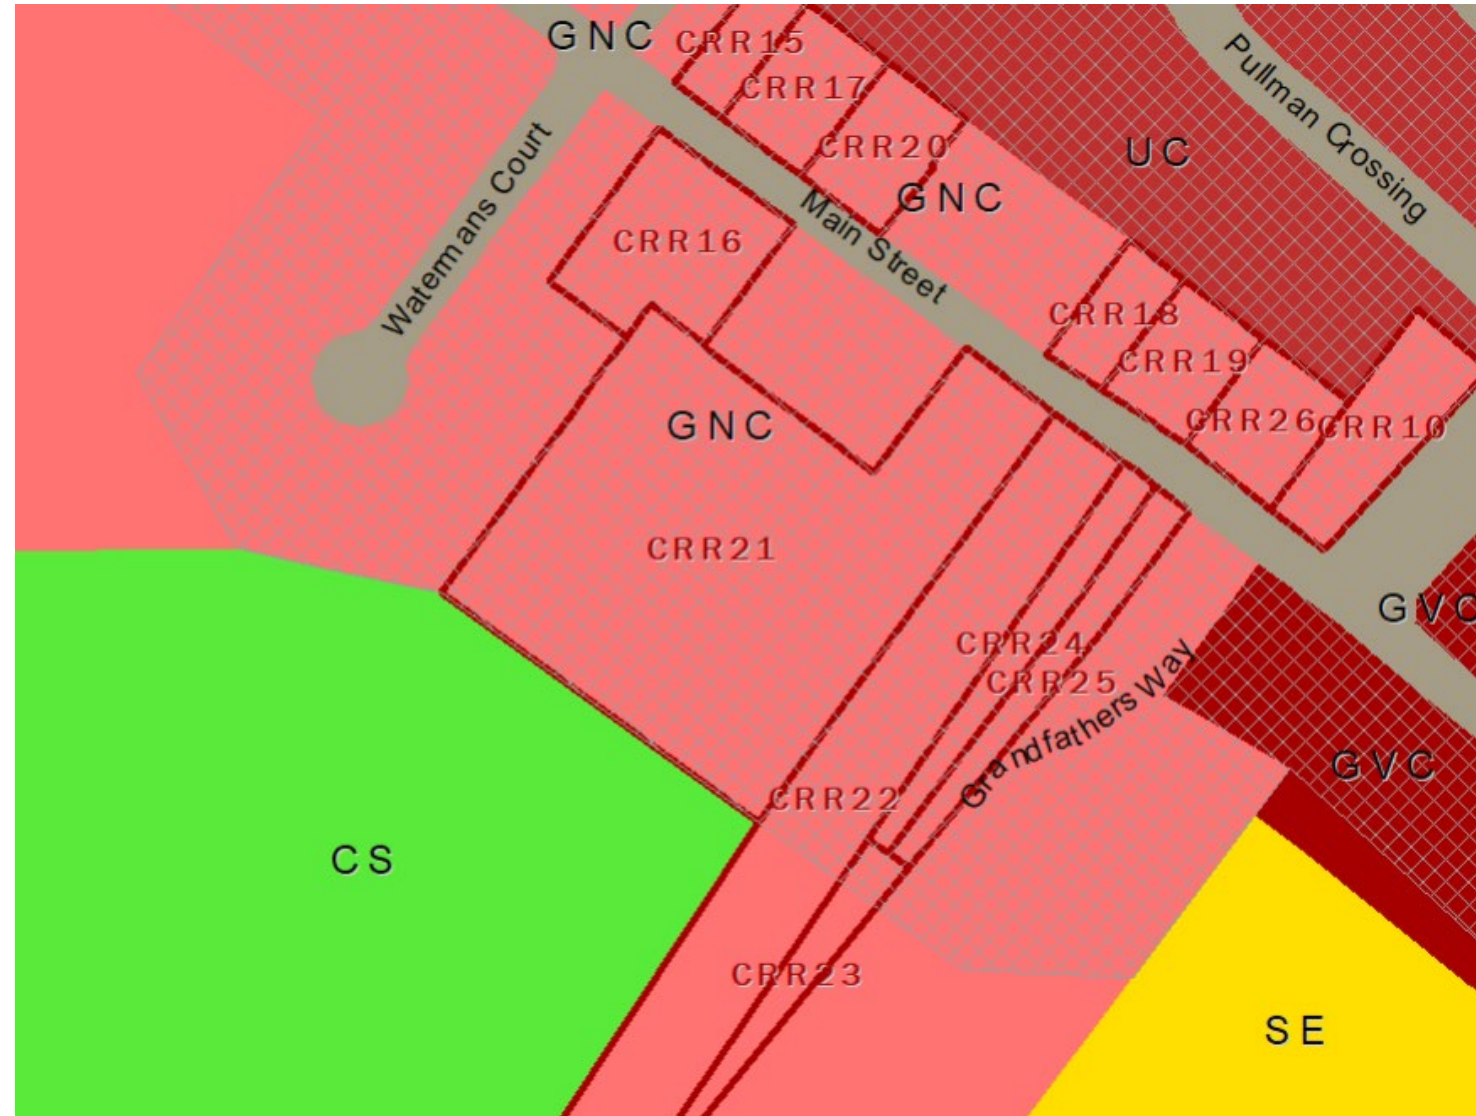 GNC
CRR15
CRR17
CRR20
GNC
UC
Pullman Crossing
Watermans Court
CRR16
Main Street
CRR18
CRR19
CRR26
CRR10
GNC
CRR21
CRR24
CRR25
Grandfathers Way
GVC
GVC
CRR22
CS
CRR23
SE